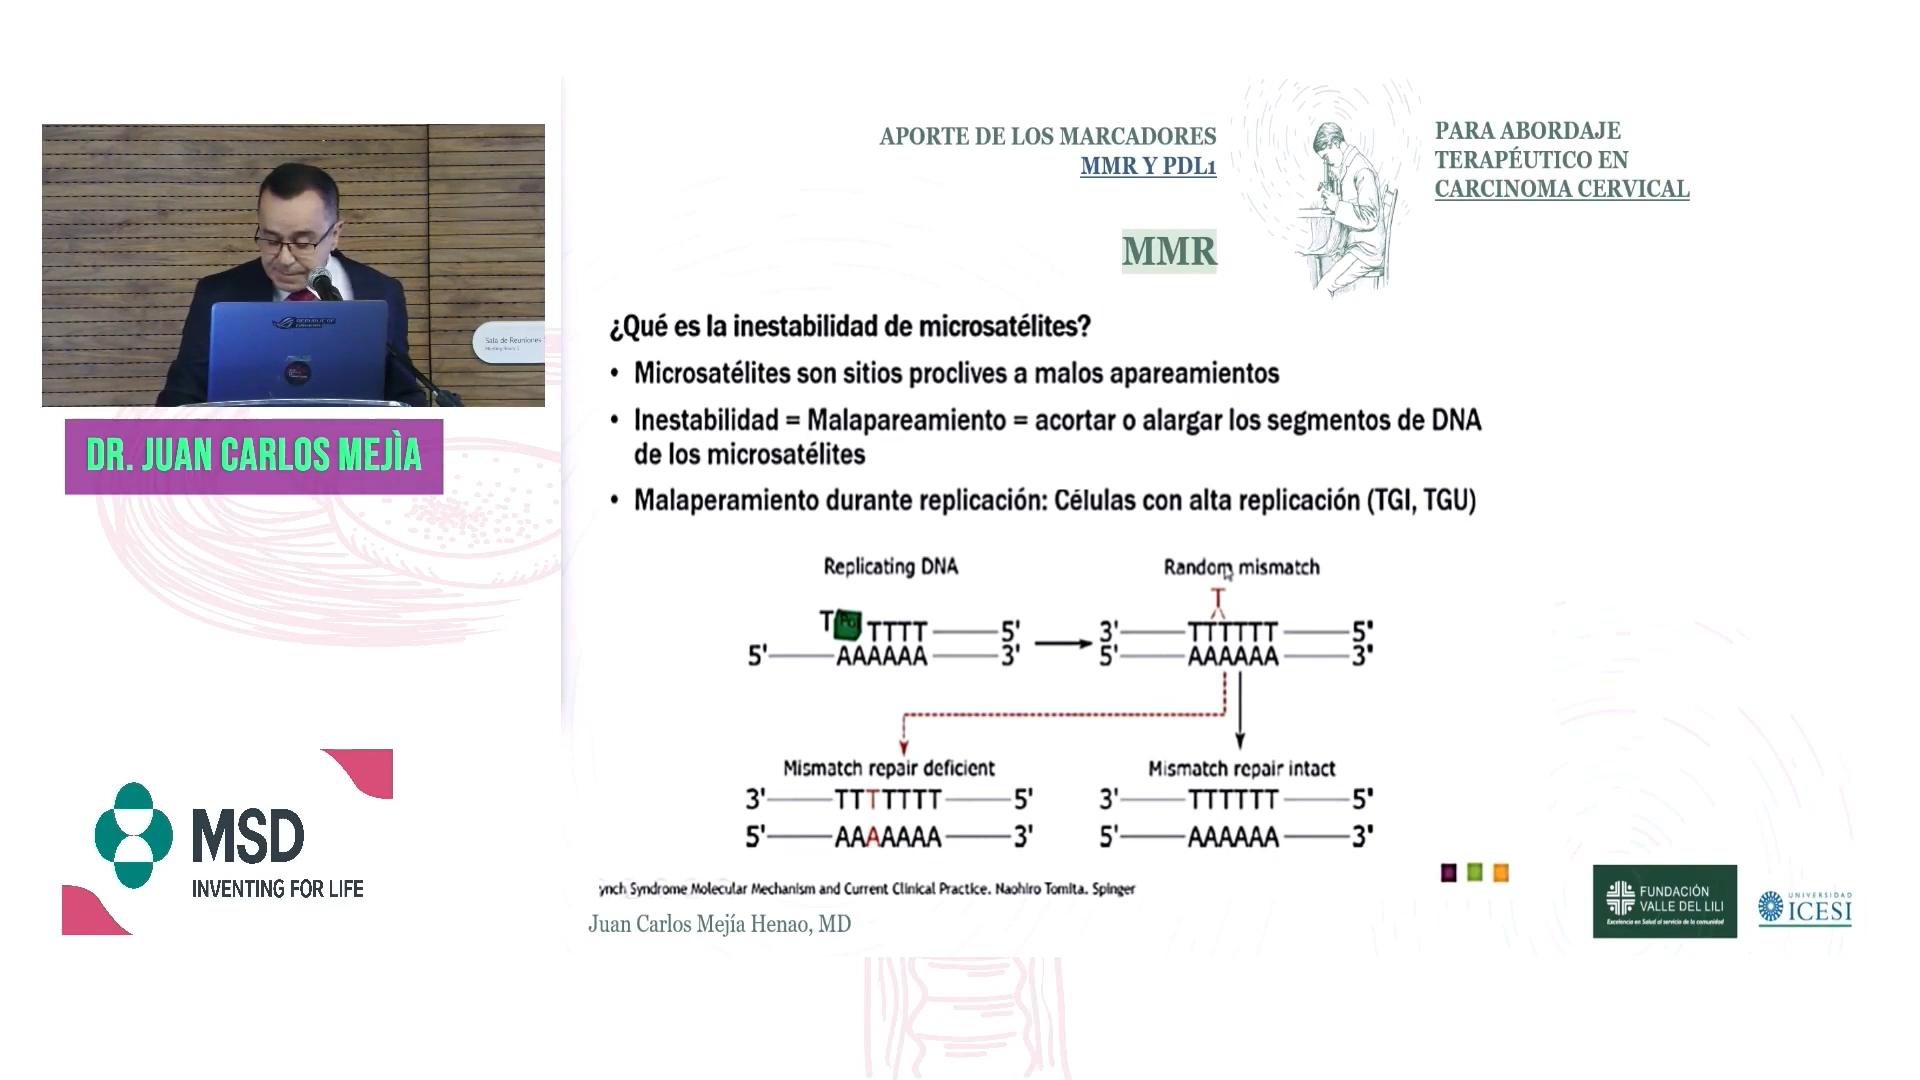 APORTE DE LOS MARCADORES
MMR Y PDL1
PARA ABORDAJE
TERAPÉUTICO EN
CARCINOMA CERVICAL
MMR
Sala de Reuniones
DR. JUAN CARLOS MEJÌA
¿Qué es la inestabilidad de microsatélites?
• Microsatélites son sitios proclives a malos apareamientos
• Inestabilidad = Malapareamiento = acortar o alargar los segmentos de DNA
de los microsatélites
• Malaperamiento durante replicación: Células con alta replicación (TGI, TGU)
Replicating DNA
T Pol TTTT 5'
5' AAAAAA 3'
Random mismatch
T
3' TTTTTT 5'
5' AAAAAA 3'
Mismatch repair deficient
3' TTTTTTT 5'
5' AAAAAAA 3'
Mismatch repair intact
3' TTTTTT 5'
5' AAAAAA 3'
ynch Syndrome Molecular Mechanism and Current Clinical Practice. Naohiro Tomita. Spinger
Juan Carlos Mejía Henao, MD
MSD
INVENTING FOR LIFE
FUNDACIÓN
VALLE DEL LILI
Excelencia en Salud al servicio de la comunidad
UNIVERSIDAD
ICESI